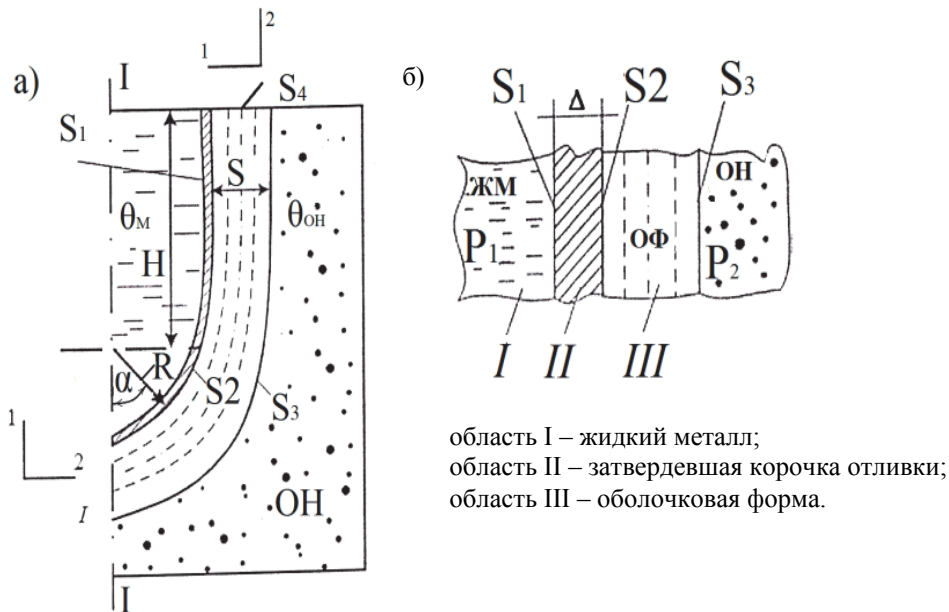 а)
I
1
2
S₁
S₄
θм
H
S
θон
R
α
S2
S₃
1
2
I
ОН
I
б)
S₁
Δ
S2
S₃
ЖМ
P₁
ОФ
ОН
P₂
I
II
III
область I – жидкий металл;
область II – затвердевшая корочка отливки;
область III – оболочковая форма.